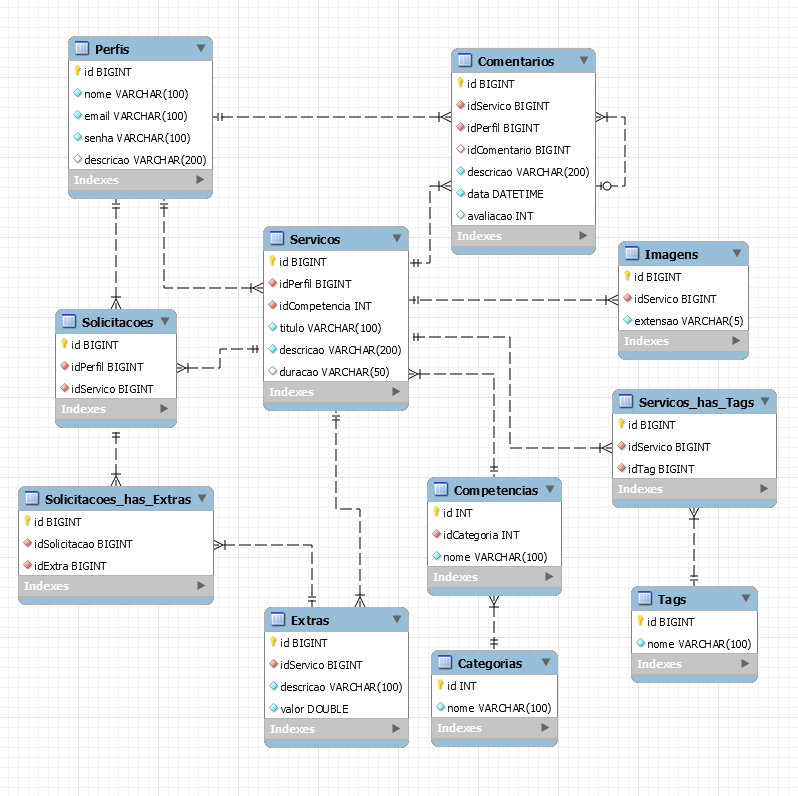 Perfis
id BIGINT
nome VARCHAR(100)
email VARCHAR(100)
senha VARCHAR(100)
descricao VARCHAR(200)
Indexes
Comentarios
id BIGINT
idServico BIGINT
idPerfil BIGINT
idComentario BIGINT
descricao VARCHAR(200)
data DATETIME
avaliacao INT
Indexes
Servicos
id BIGINT
idPerfil BIGINT
idCompetencia INT
titulo VARCHAR(100)
descricao VARCHAR(200)
duracao VARCHAR(50)
Indexes
Imagens
id BIGINT
idServico BIGINT
extensao VARCHAR(5)
Indexes
Solicitacoes
id BIGINT
idPerfil BIGINT
idServico BIGINT
Indexes
Servicos_has_Tags
id BIGINT
idServico BIGINT
idTag BIGINT
Indexes
Solicitacoes_has_Extras
id BIGINT
idSolicitacao BIGINT
idExtra BIGINT
Indexes
Competencias
id INT
idCategoria INT
nome VARCHAR(100)
Indexes
Tags
id BIGINT
nome VARCHAR(100)
Indexes
Extras
id BIGINT
idServico BIGINT
descricao VARCHAR(100)
valor DOUBLE
Indexes
Categorias
id INT
nome VARCHAR(100)
Indexes